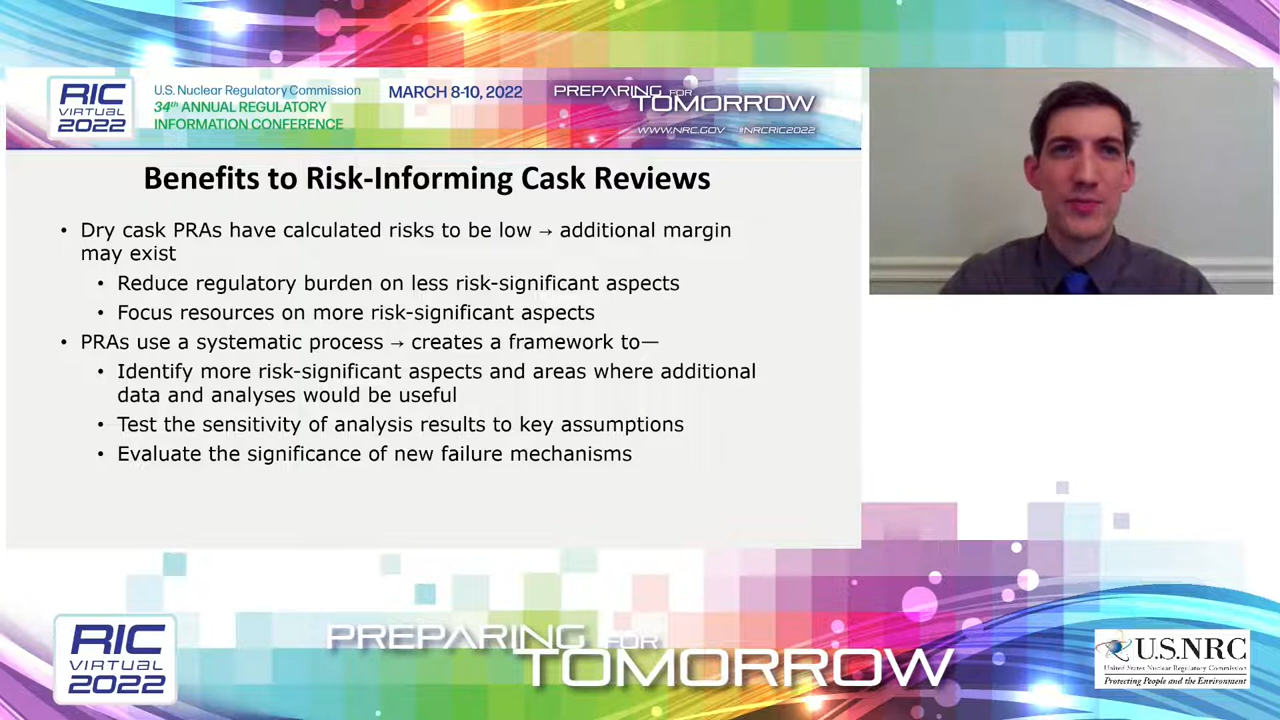 RIC
VIRTUAL
2022
U.S. Nuclear Regulatory Commission
34th ANNUAL REGULATORY
INFORMATION CONFERENCE
MARCH 8-10, 2022
PREPARING FOR
TOMORROW
WWW.NRC.GOV #NRCRIC2022
Benefits to Risk-Informing Cask Reviews
• Dry cask PRAs have calculated risks to be low → additional margin
may exist
• Reduce regulatory burden on less risk-significant aspects
• Focus resources on more risk-significant aspects
• PRAs use a systematic process → creates a framework to—
• Identify more risk-significant aspects and areas where additional
data and analyses would be useful
• Test the sensitivity of analysis results to key assumptions
• Evaluate the significance of new failure mechanisms
RIC
VIRTUAL
2022
PREPARING FOR
TOMORROW
U.S.NRC
United States Nuclear Regulatory Commission
Protecting People and the Environment